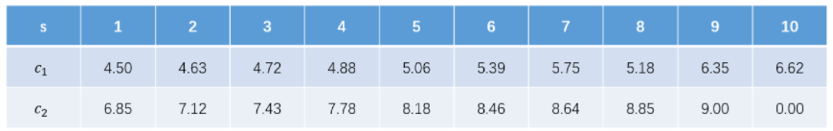 s 1 2 3 4 5 6 7 8 9 10
c₁ 4.50 4.63 4.72 4.88 5.06 5.39 5.75 5.18 6.35 6.62
c₂ 6.85 7.12 7.43 7.78 8.18 8.46 8.64 8.85 9.00 0.00